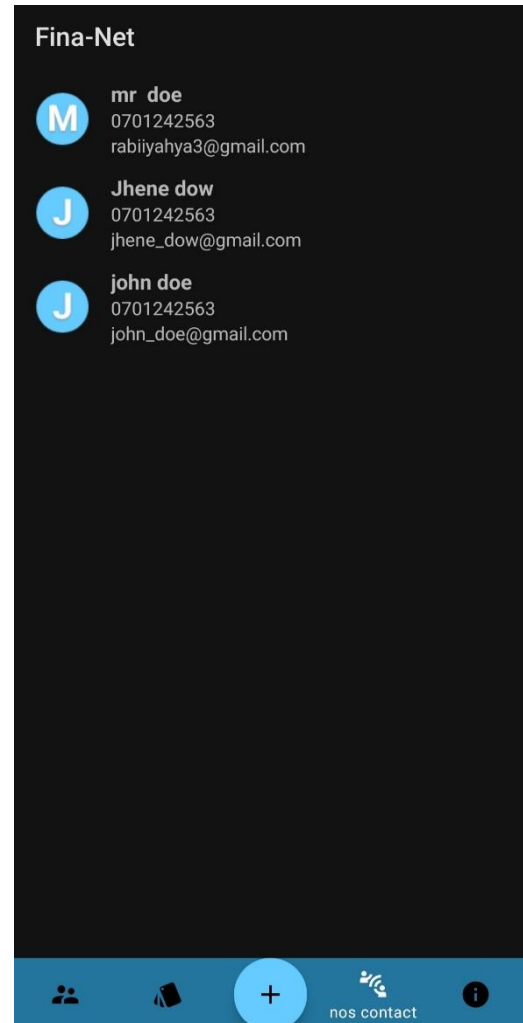 Fina-Net
M
mr  doe
0701242563
rabiiyahya3@gmail.com
J
Jhene dow
0701242563
jhene_dow@gmail.com
J
john doe
0701242563
john_doe@gmail.com
+
nos contact